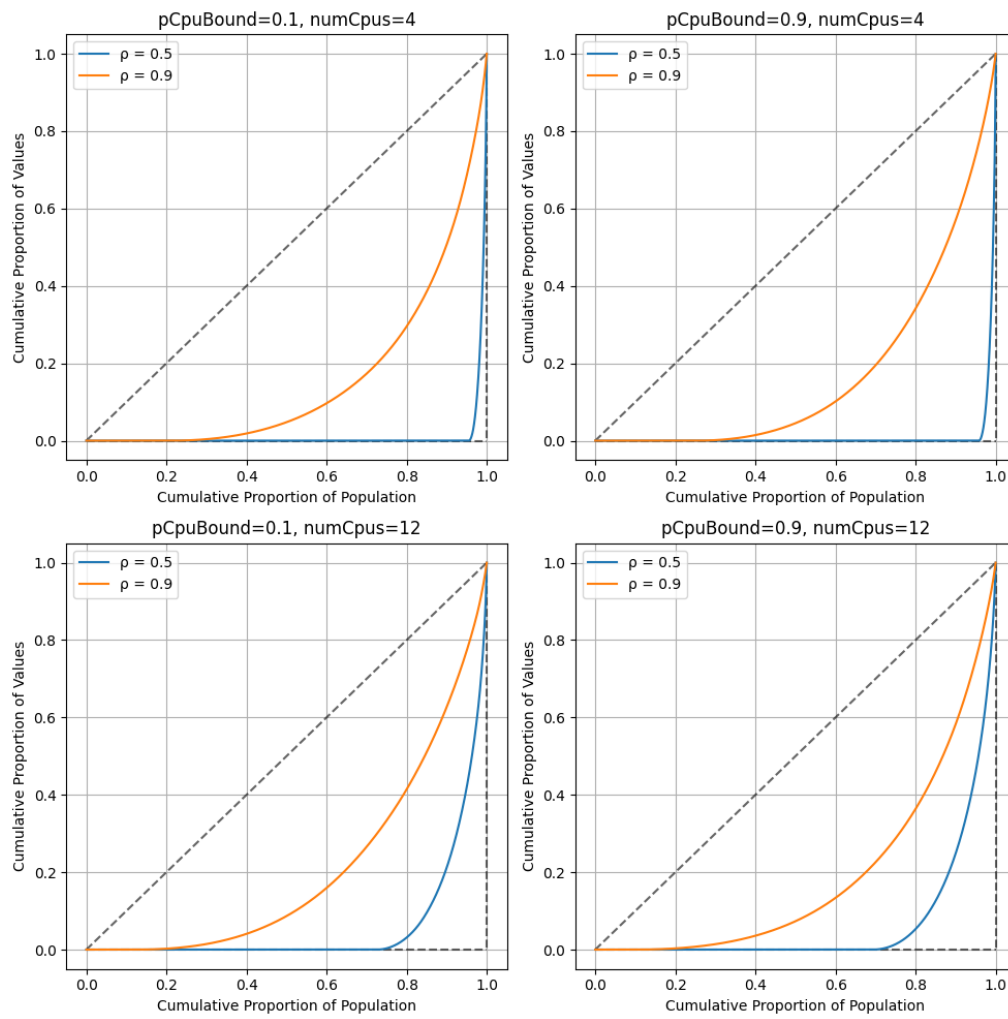 pCpuBound=0.1, numCpus=4
ρ = 0.5
ρ = 0.9
Cumulative Proportion of Values
1.0
0.8
0.6
0.4
0.2
0.0
0.0 0.2 0.4 0.6 0.8 1.0
Cumulative Proportion of Population
pCpuBound=0.9, numCpus=4
ρ = 0.5
ρ = 0.9
Cumulative Proportion of Values
1.0
0.8
0.6
0.4
0.2
0.0
0.0 0.2 0.4 0.6 0.8 1.0
Cumulative Proportion of Population
pCpuBound=0.1, numCpus=12
ρ = 0.5
ρ = 0.9
Cumulative Proportion of Values
1.0
0.8
0.6
0.4
0.2
0.0
0.0 0.2 0.4 0.6 0.8 1.0
Cumulative Proportion of Population
pCpuBound=0.9, numCpus=12
ρ = 0.5
ρ = 0.9
Cumulative Proportion of Values
1.0
0.8
0.6
0.4
0.2
0.0
0.0 0.2 0.4 0.6 0.8 1.0
Cumulative Proportion of Population